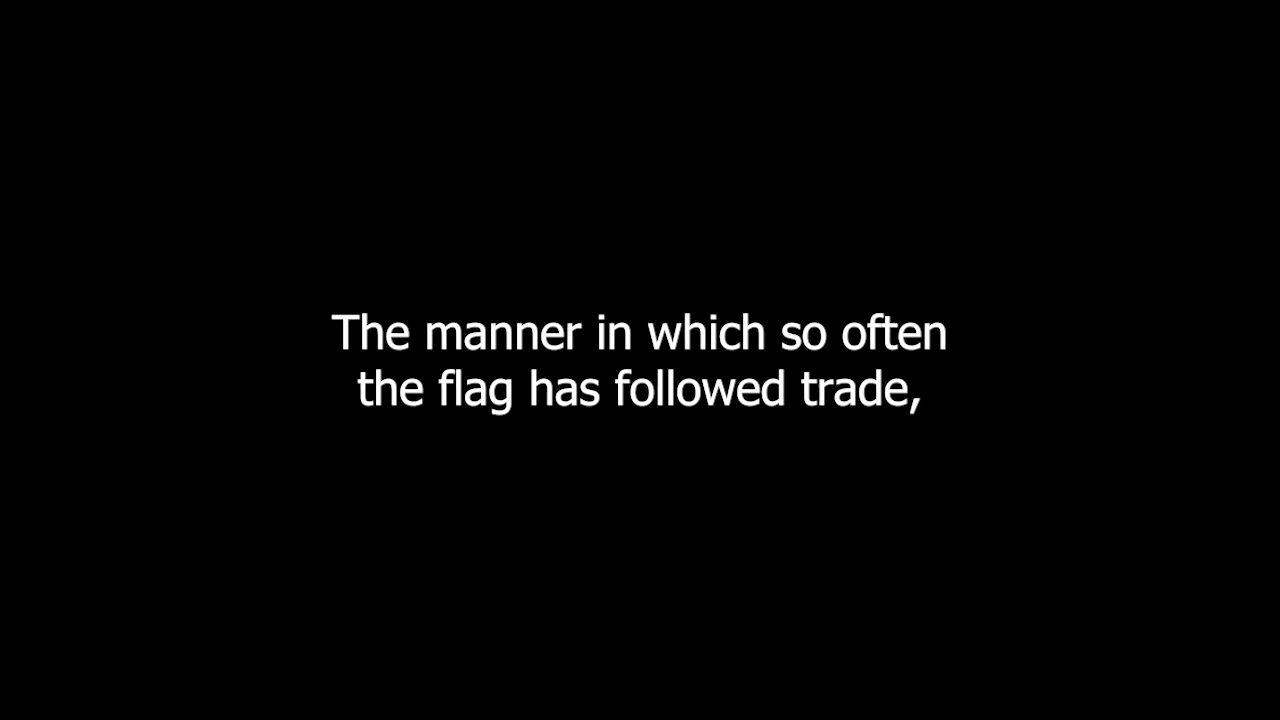 The manner in which so often
the flag has followed trade,